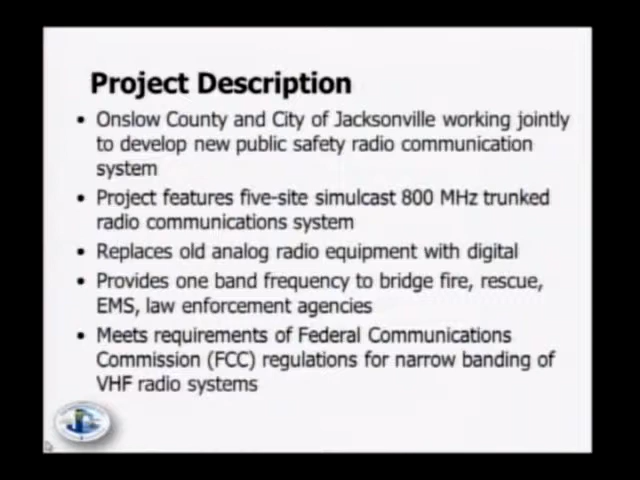 Project Description
• Onslow County and City of Jacksonville working jointly
to develop new public safety radio communication
system
• Project features five-site simulcast 800 MHz trunked
radio communications system
• Replaces old analog radio equipment with digital
• Provides one band frequency to bridge fire, rescue,
EMS, law enforcement agencies
• Meets requirements of Federal Communications
Commission (FCC) regulations for narrow banding of
VHF radio systems